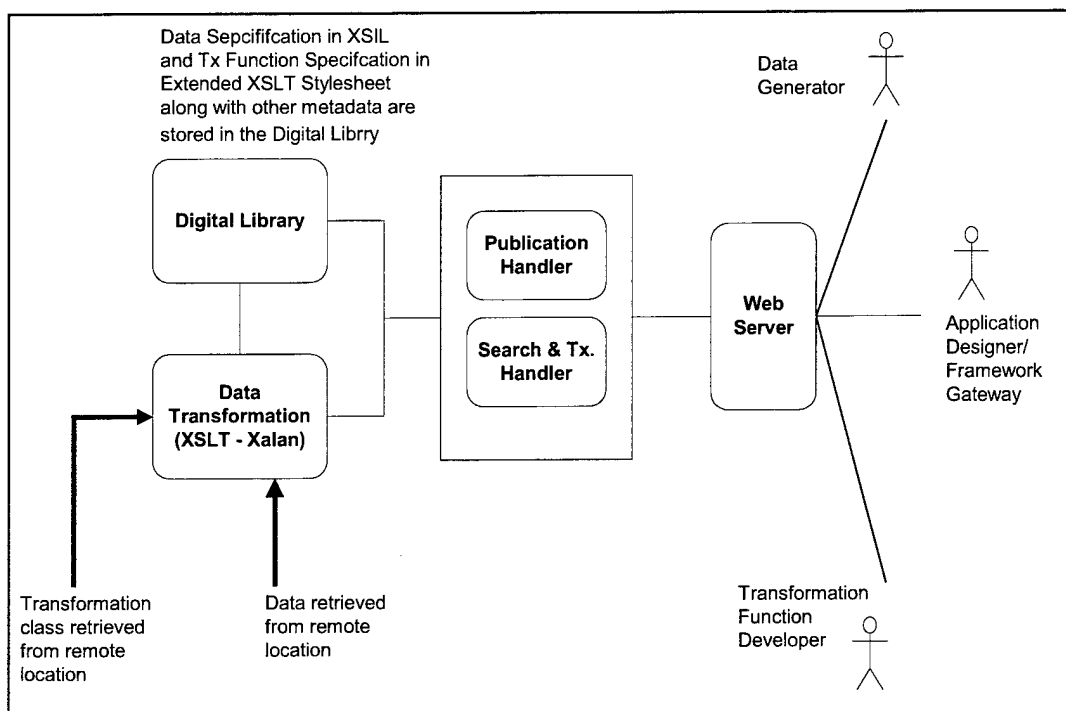 Data Sepcififcation in XSIL
and Tx Function Specifcation in
Extended XSLT Stylesheet
along with other metadata are
stored in the Digital Librry
Data
Generator
Digital Library
Publication
Handler
Web
Server
Search & Tx.
Handler
Application
Designer/
Framework
Gateway
Data
Transformation
(XSLT - Xalan)
Transformation
class retrieved
from remote
location
Data retrieved
from remote
location
Transformation
Function
Developer